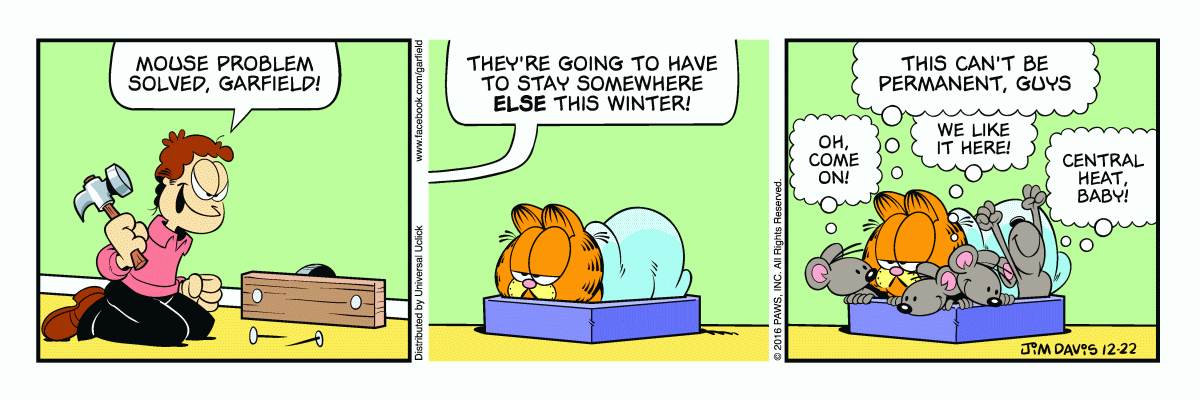 MOUSE PROBLEM
SOLVED, GARFIELD!
www.facebook.com/garfield
Distributed by Universal Uclick
THEY'RE GOING TO HAVE
TO STAY SOMEWHERE
ELSE THIS WINTER!
© 2016 PAWS, INC. All Rights Reserved.
THIS CAN'T BE
PERMANENT, GUYS
OH,
COME
ON!
WE LIKE
IT HERE!
CENTRAL
HEAT,
BABY!
JIM DAVIS 12-22